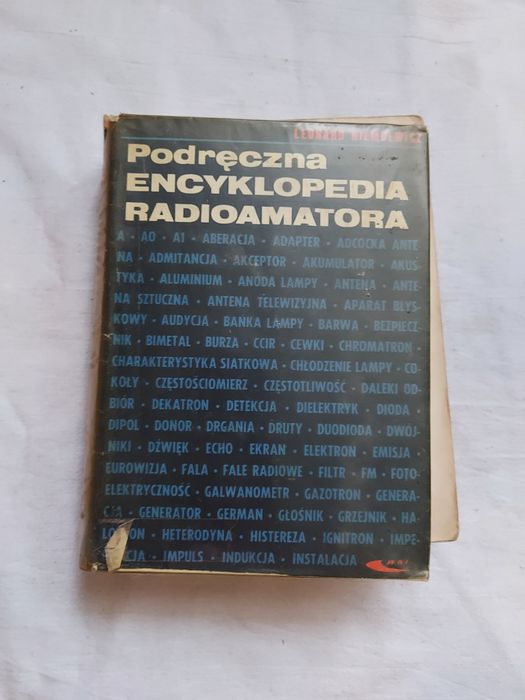 LEONARD NIEMCEWICZ
Podręczna
ENCYKLOPEDIA
RADIOAMATORA
A · AO · A1 · ABERACJA · ADAPTER · ADCOCKA ANTE
NA · ADMITANCJA · AKCEPTOR · AKUMULATOR · AKUS
TYKA · ALUMINIUM · ANODA LAMPY · ANTENA · ANTE
NA SZTUCZNA · ANTENA TELEWIZYJNA · APARAT BŁYS
KOWY · AUDYCJA · BAŃKA LAMPY · BARWA · BEZPIECZ-
NIK · BIMETAL · BURZA · CCIR · CEWKI · CHROMATRON ·
CHARAKTERYSTYKA SIATKOWA · CHŁODZENIE LAMPY · CO-
KOŁY · CZĘSTOŚCIOMIERZ · CZĘSTOTLIWOŚĆ · DALEKI OD-
BIÓR · DEKATRON · DETEKCJA · DIELEKTRYK · DIODA ·
DIPOL · DONOR · DRGANIA · DRUTY · DUODIODA · DWÓJ-
NIKI · DŹWIĘK · ECHO · EKRAN · ELEKTRON · EMISJA ·
EUROWIZJA · FALA · FALE RADIOWE · FILTR · FM · FOTO-
ELEKTRYCZNOŚĆ · GALWANOMETR · GAZOTRON · GENERA-
CJA · GENERATOR · GERMAN · GŁOŚNIK · GRZEJNIK · HA-
HETERODYNA · HISTEREZA · IGNITRON · IMPE-
IMPULS · INDUKCJA · INSTALACJA